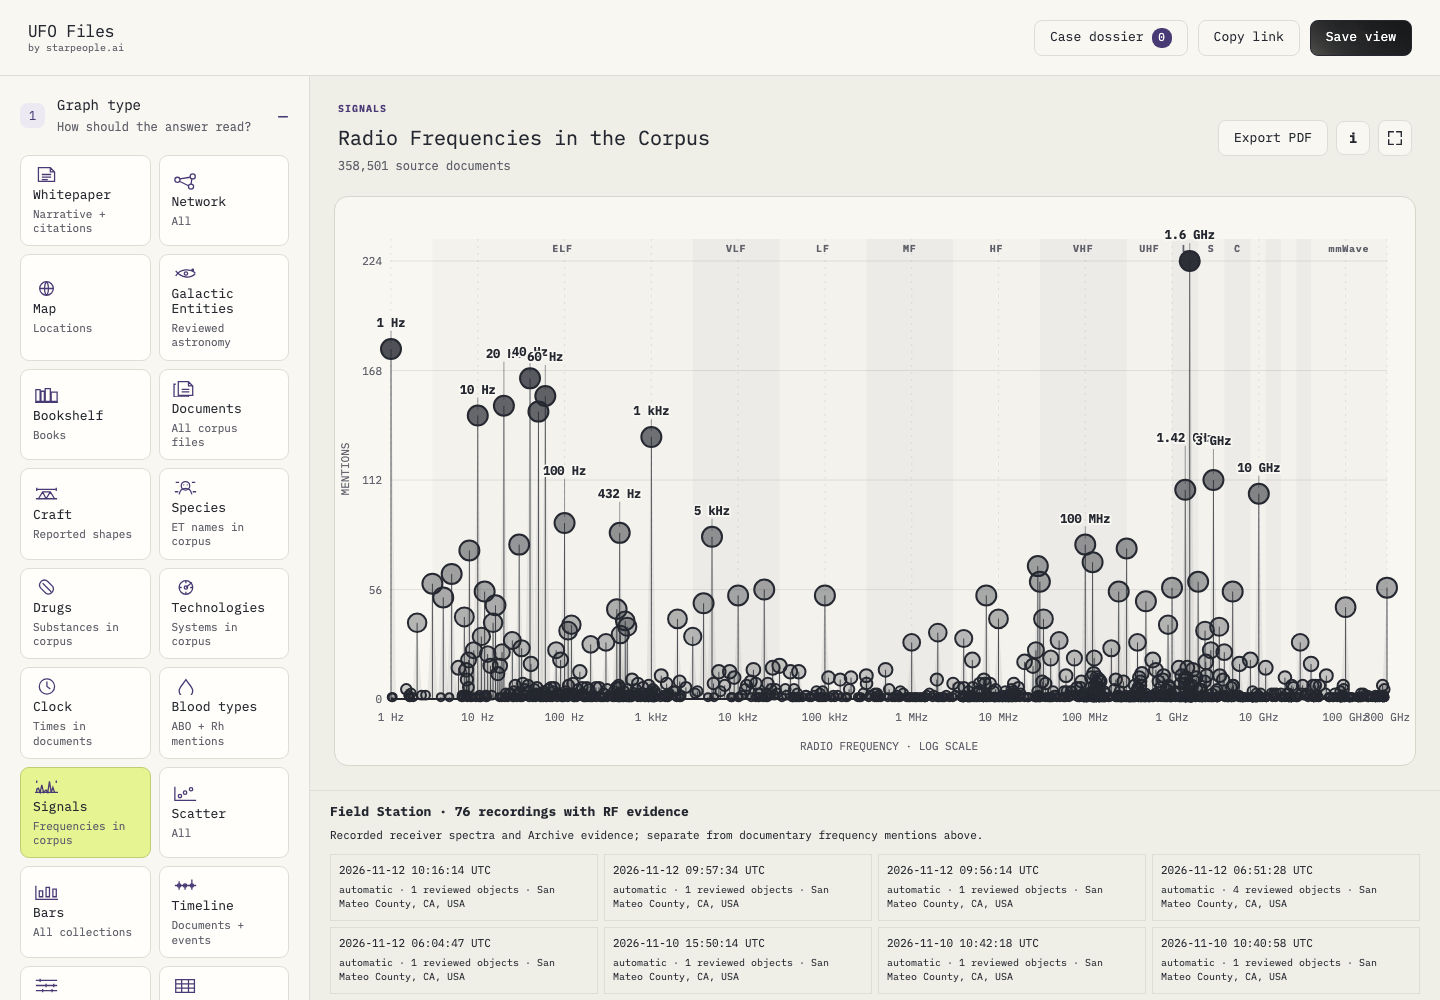 UFO Files
by starpeople.ai
Case dossier 0
Copy link
Save view
1
Graph type
How should the answer read?
–
Whitepaper
Narrative +
citations
Network
All
Map
Locations
Galactic
Entities
Reviewed
astronomy
Bookshelf
Books
Documents
All corpus
files
Craft
Reported shapes
Species
ET names in
corpus
Drugs
Substances in
corpus
Technologies
Systems in
corpus
Clock
Times in
documents
Blood types
ABO + Rh
mentions
Signals
Frequencies in
corpus
Scatter
All
Bars
All collections
Timeline
Documents +
events
SIGNALS
Radio Frequencies in the Corpus
358,501 source documents
Export PDF
i
ELF
VLF
LF
MF
HF
VHF
UHF
S
C
mmWave
224
168
112
56
0
MENTIONS
1 Hz
10 Hz
20
40 Hz
60 Hz
100 Hz
432 Hz
1 kHz
5 kHz
100 MHz
1.42
1.6 GHz
3 GHz
10 GHz
1 Hz
10 Hz
100 Hz
1 kHz
10 kHz
100 kHz
1 MHz
10 MHz
100 MHz
1 GHz
10 GHz
100 GHz
300 GHz
RADIO FREQUENCY · LOG SCALE
Field Station · 76 recordings with RF evidence
Recorded receiver spectra and Archive evidence; separate from documentary frequency mentions above.
2026-11-12 10:16:14 UTC
automatic · 1 reviewed objects · San
Mateo County, CA, USA
2026-11-12 09:57:34 UTC
automatic · 1 reviewed objects · San
Mateo County, CA, USA
2026-11-12 09:56:14 UTC
automatic · 1 reviewed objects · San
Mateo County, CA, USA
2026-11-12 06:51:28 UTC
automatic · 4 reviewed objects · San
Mateo County, CA, USA
2026-11-12 06:04:47 UTC
automatic · 1 reviewed objects · San
Mateo County, CA, USA
2026-11-10 15:50:14 UTC
automatic · 1 reviewed objects · San
Mateo County, CA, USA
2026-11-10 10:42:18 UTC
automatic · 1 reviewed objects · San
Mateo County, CA, USA
2026-11-10 10:40:58 UTC
automatic · 1 reviewed objects · San
Mateo County, CA, USA